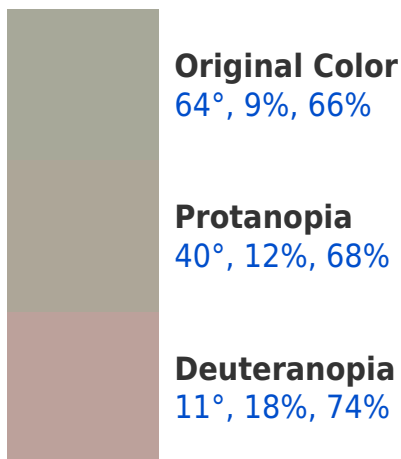 Original Color
64°, 9%, 66%
Protanopia
40°, 12%, 68%
Deuteranopia
11°, 18%, 74%